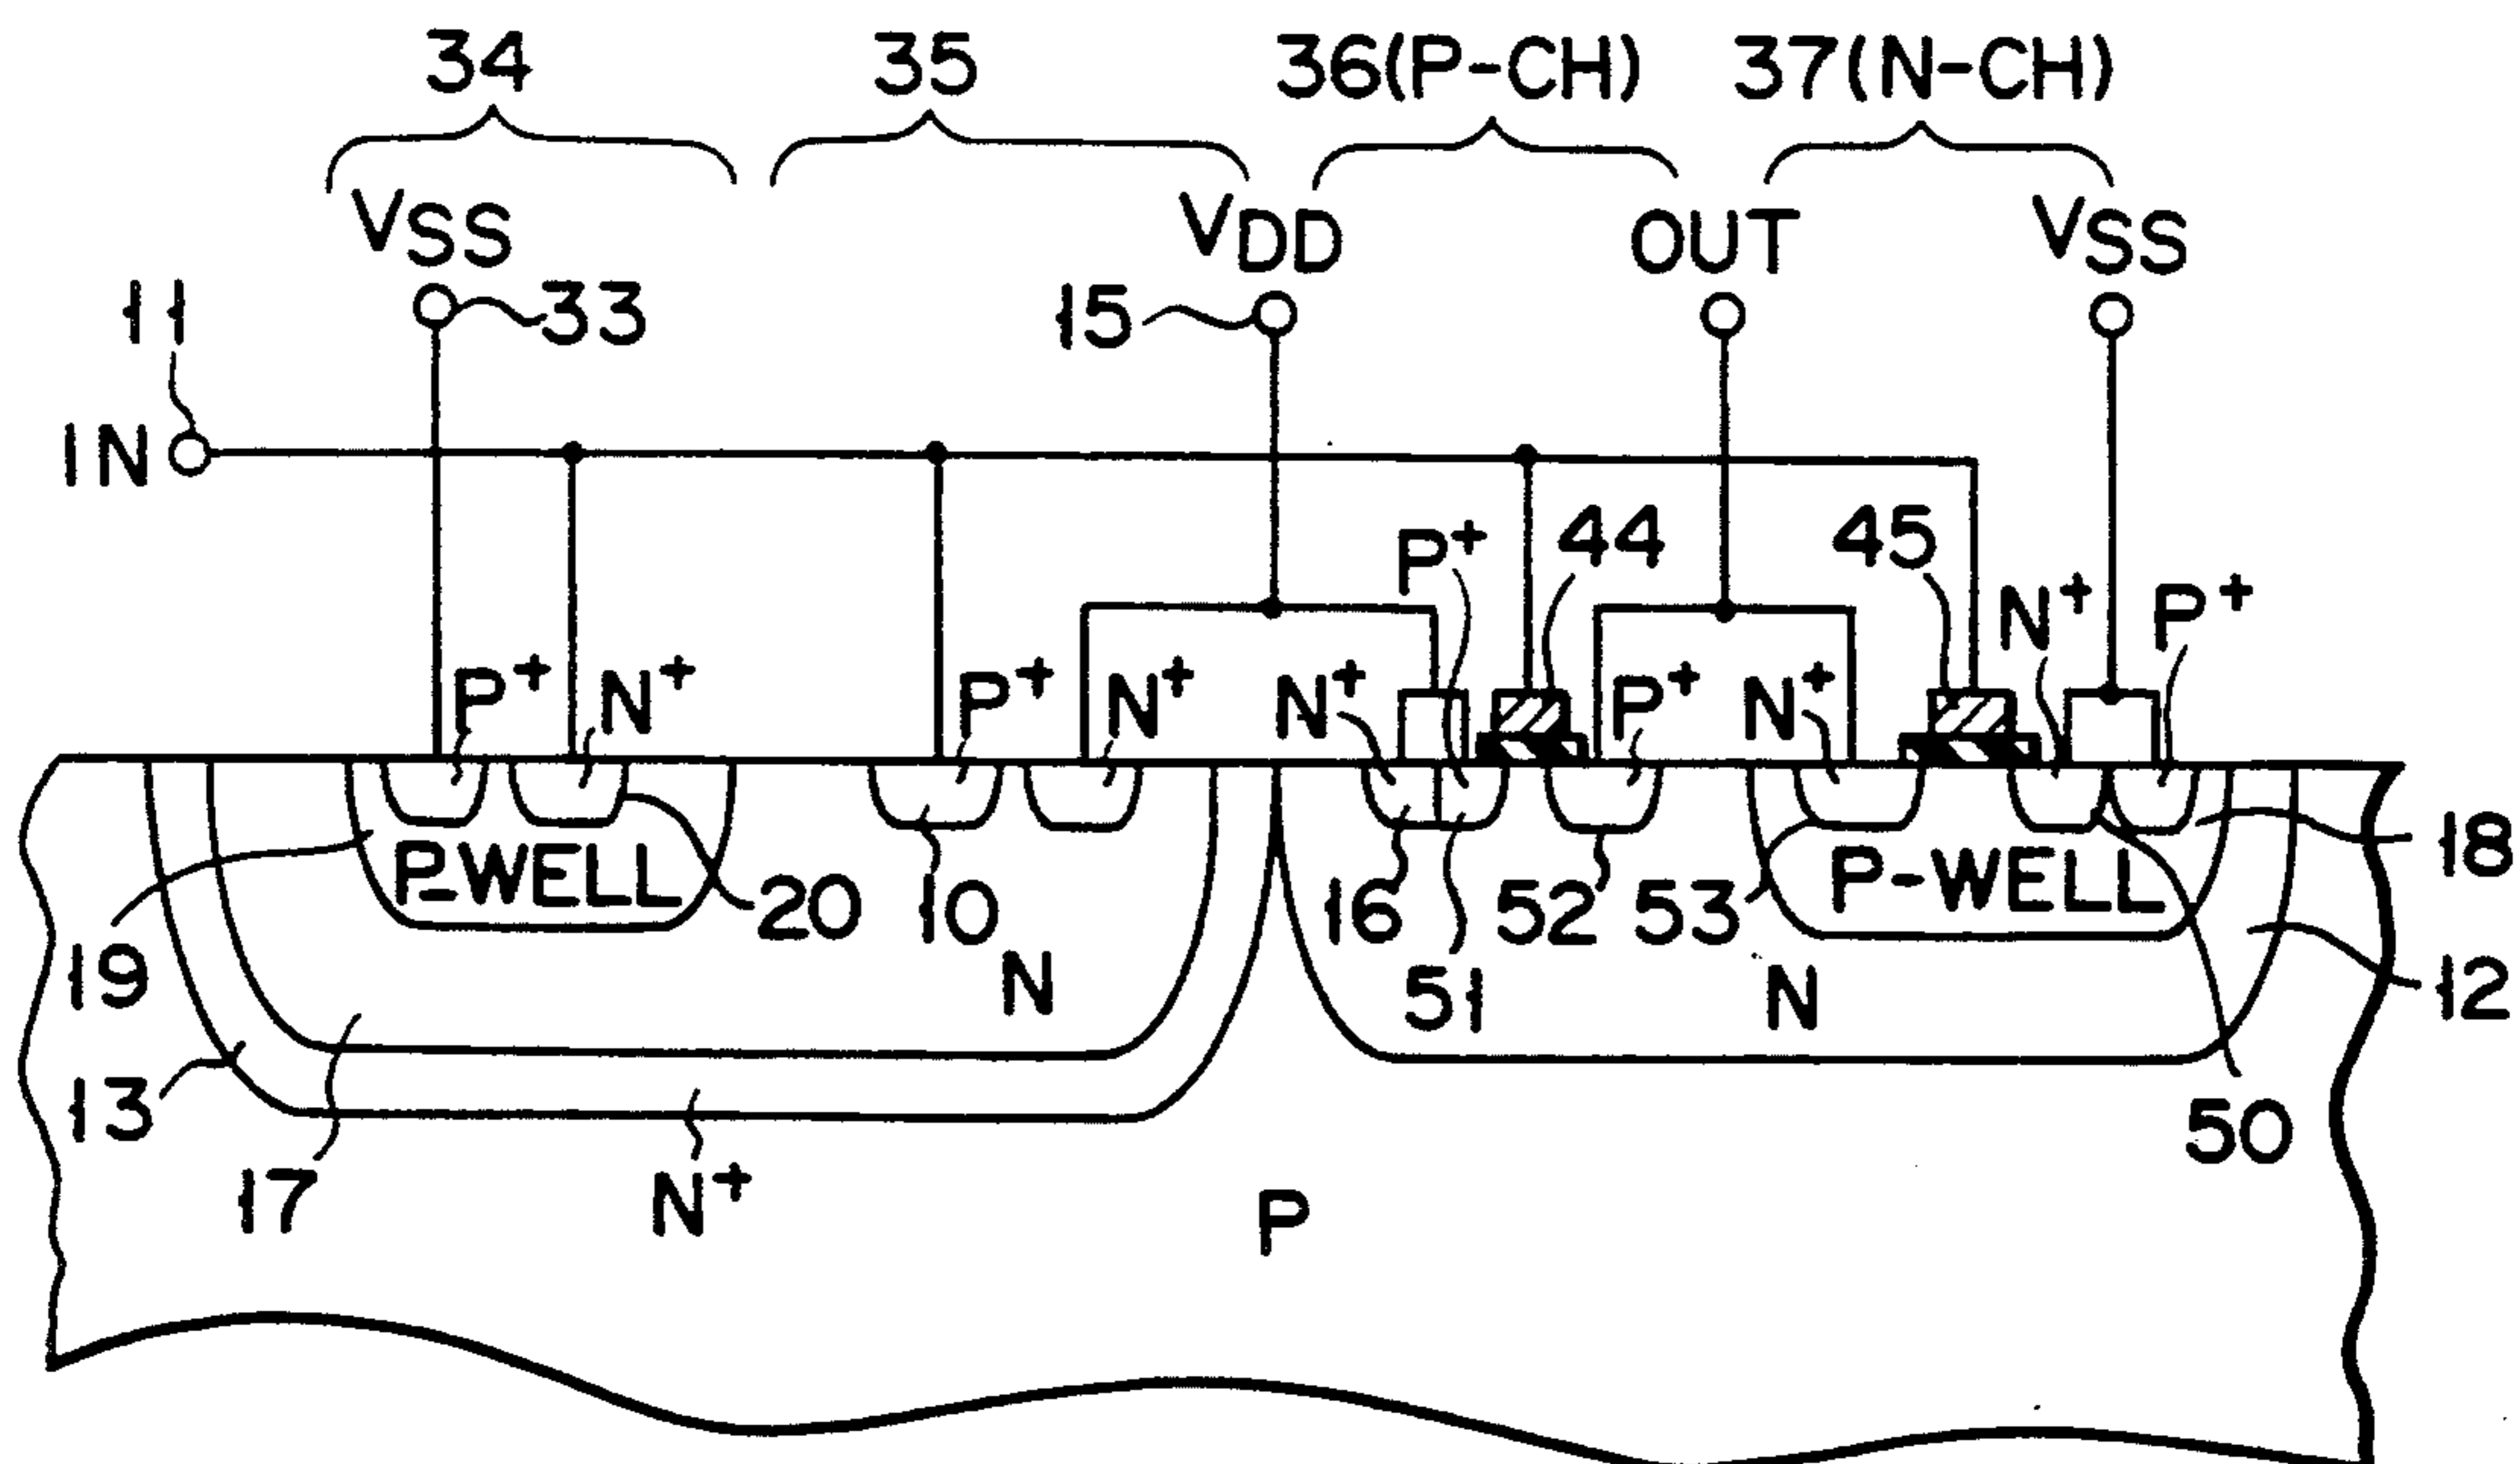 34 35 36(P-CH) 37(N-CH)
VSS VDD OUT VSS
11 33 15
IN
P+ 44 45 N+ P+
P+ N+ P+ N+ N+ P+ N+
P-WELL P-WELL 18
19 20 10 16 52 53
N 51 N 12
13 50
17 N+ P